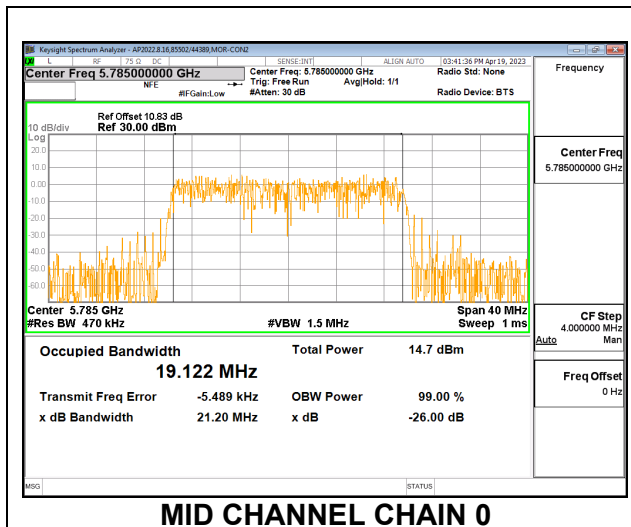 Keysight Spectrum Analyzer - AP2022.8.16,85502/44389,MOR-CON2
LXI L RF 75 Ω DC SENSE:INT ALIGN AUTO 03:41:36 PM Apr 19, 2023
Center Freq 5.785000000 GHz Center Freq: 5.785000000 GHz Radio Std: None
NFE Trig: Free Run Avg|Hold: 1/1
#IFGain:Low #Atten: 30 dB Radio Device: BTS
Frequency
Ref Offset 10.83 dB
10 dB/div Ref 30.00 dBm
Log
20.0
10.0
0.00
-10.0
-20.0
-30.0
-40.0
-50.0
-60.0
Center 5.785 GHz Span 40 MHz
#Res BW 470 kHz #VBW 1.5 MHz Sweep 1 ms
Center Freq
5.785000000 GHz
CF Step
4.000000 MHz
Auto Man
Freq Offset
0 Hz
Occupied Bandwidth Total Power 14.7 dBm
19.122 MHz
Transmit Freq Error -5.489 kHz OBW Power 99.00 %
x dB Bandwidth 21.20 MHz x dB -26.00 dB
MSG STATUS
MID CHANNEL CHAIN 0